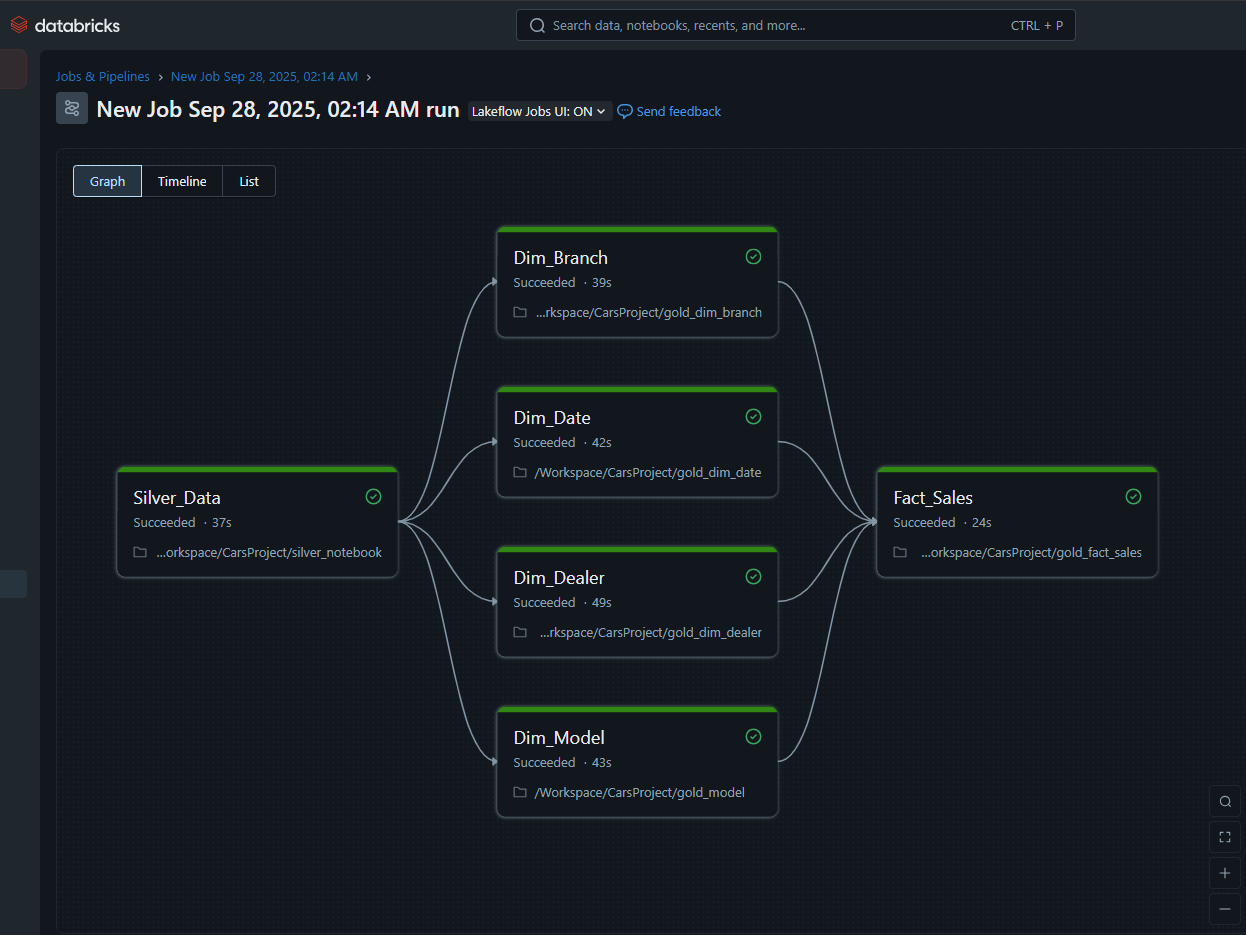 databricks
Search data, notebooks, recents, and more...
CTRL + P
Jobs & Pipelines › New Job Sep 28, 2025, 02:14 AM ›
New Job Sep 28, 2025, 02:14 AM run
Lakeflow Jobs UI: ON
Send feedback
Graph
Timeline
List
Silver_Data
Succeeded · 37s
...orkspace/CarsProject/silver_notebook
Dim_Branch
Succeeded · 39s
...rkspace/CarsProject/gold_dim_branch
Dim_Date
Succeeded · 42s
/Workspace/CarsProject/gold_dim_date
Dim_Dealer
Succeeded · 49s
...rkspace/CarsProject/gold_dim_dealer
Dim_Model
Succeeded · 43s
/Workspace/CarsProject/gold_model
Fact_Sales
Succeeded · 24s
...orkspace/CarsProject/gold_fact_sales